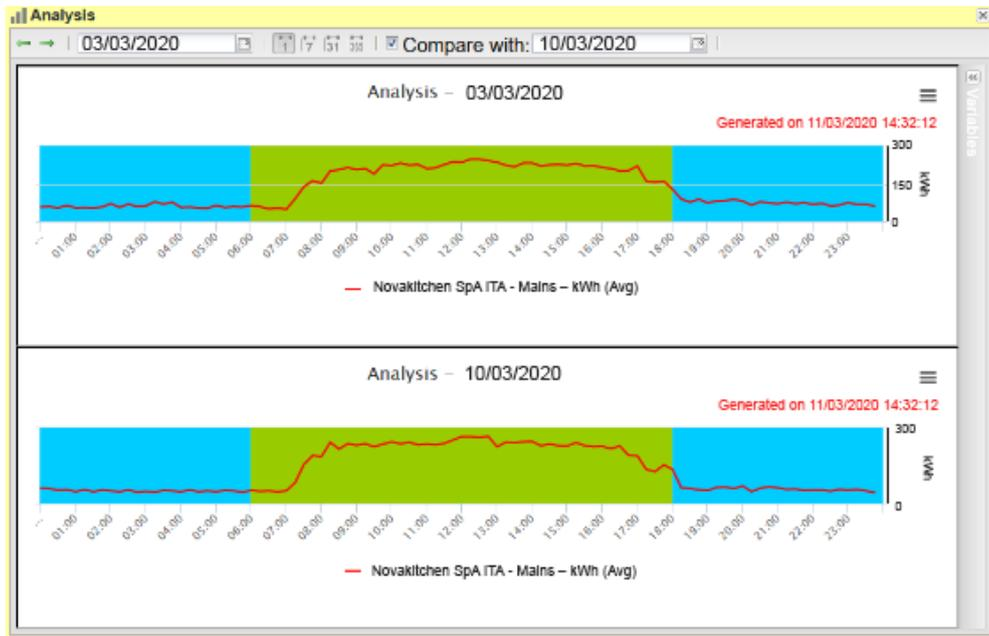 Analysis
03/03/2020 1 7 31 365 Compare with: 10/03/2020
Variables
Analysis – 03/03/2020
Generated on 11/03/2020 14:32:12
300
150
0
kWh
... 01:00 02:00 03:00 04:00 05:00 06:00 07:00 08:00 09:00 10:00 11:00 12:00 13:00 14:00 15:00 16:00 17:00 18:00 19:00 20:00 21:00 22:00 23:00
Novakitchen SpA ITA - Mains – kWh (Avg)
Analysis – 10/03/2020
Generated on 11/03/2020 14:32:12
300
0
kWh
... 01:00 02:00 03:00 04:00 05:00 06:00 07:00 08:00 09:00 10:00 11:00 12:00 13:00 14:00 15:00 16:00 17:00 18:00 19:00 20:00 21:00 22:00 23:00
Novakitchen SpA ITA - Mains – kWh (Avg)